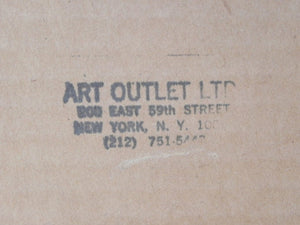 ART OUTLET LTD
EAST 59th STREET
NEW YORK, N. Y.
(212)